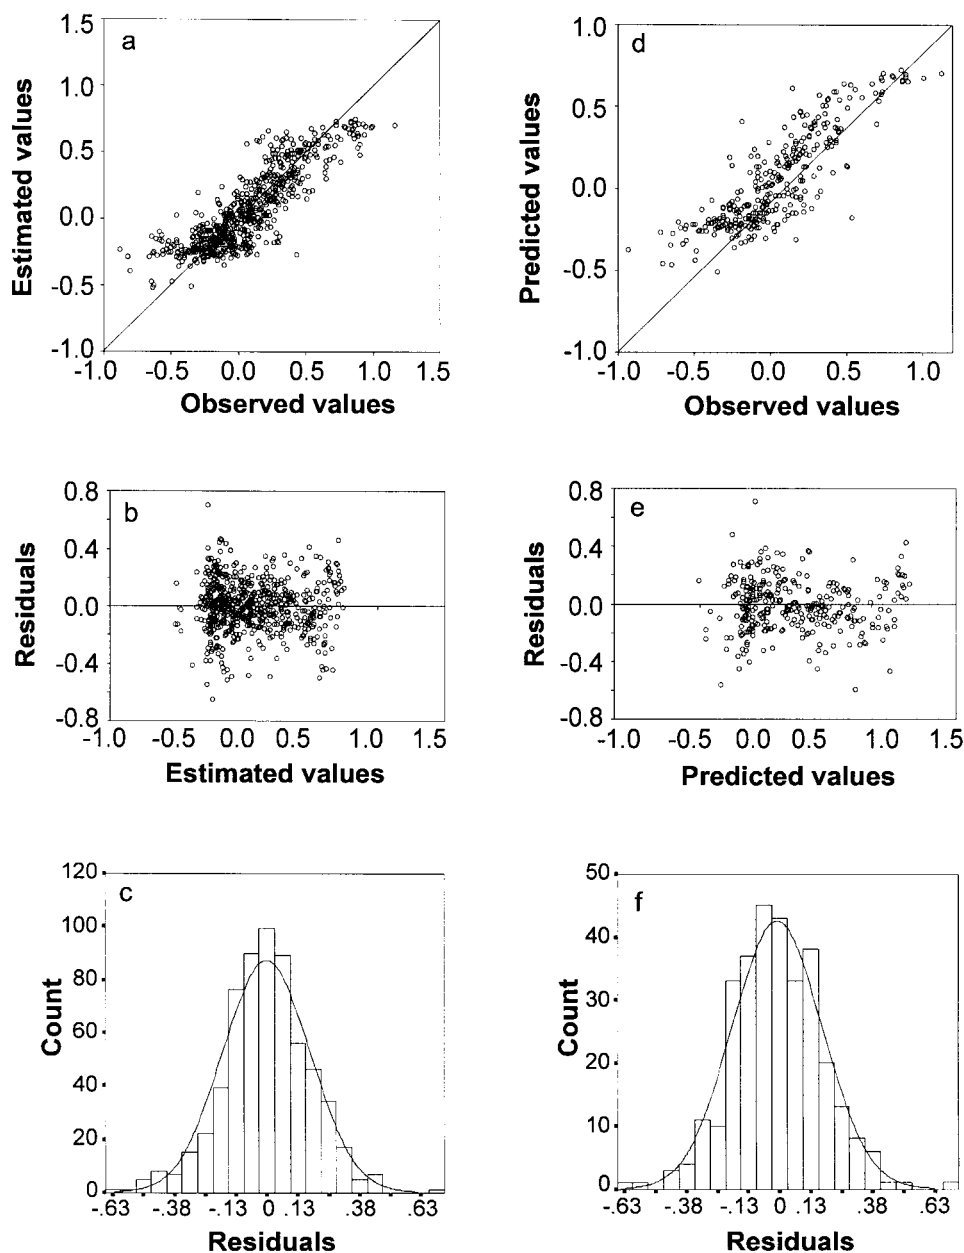 a
1.5
1.0
0.5
0.0
-0.5
-1.0
Estimated values
-1.0 -0.5 0.0 0.5 1.0 1.5
Observed values
d
1.0
0.5
0.0
-0.5
-1.0
Predicted values
-1.0 -0.5 0.0 0.5 1.0
Observed values
b
0.8
0.4
0.0
-0.4
-0.8
Residuals
-1.0 -0.5 0.0 0.5 1.0 1.5
Estimated values
e
0.8
0.4
0.0
-0.4
-0.8
Residuals
-1.0 -0.5 0.0 0.5 1.0 1.5
Predicted values
c
120
100
80
60
40
20
0
Count
-.63 -.38 -.13 0 .13 .38 .63
Residuals
f
50
40
30
20
10
0
Count
-.63 -.38 -.13 0 .13 .38 .63
Residuals